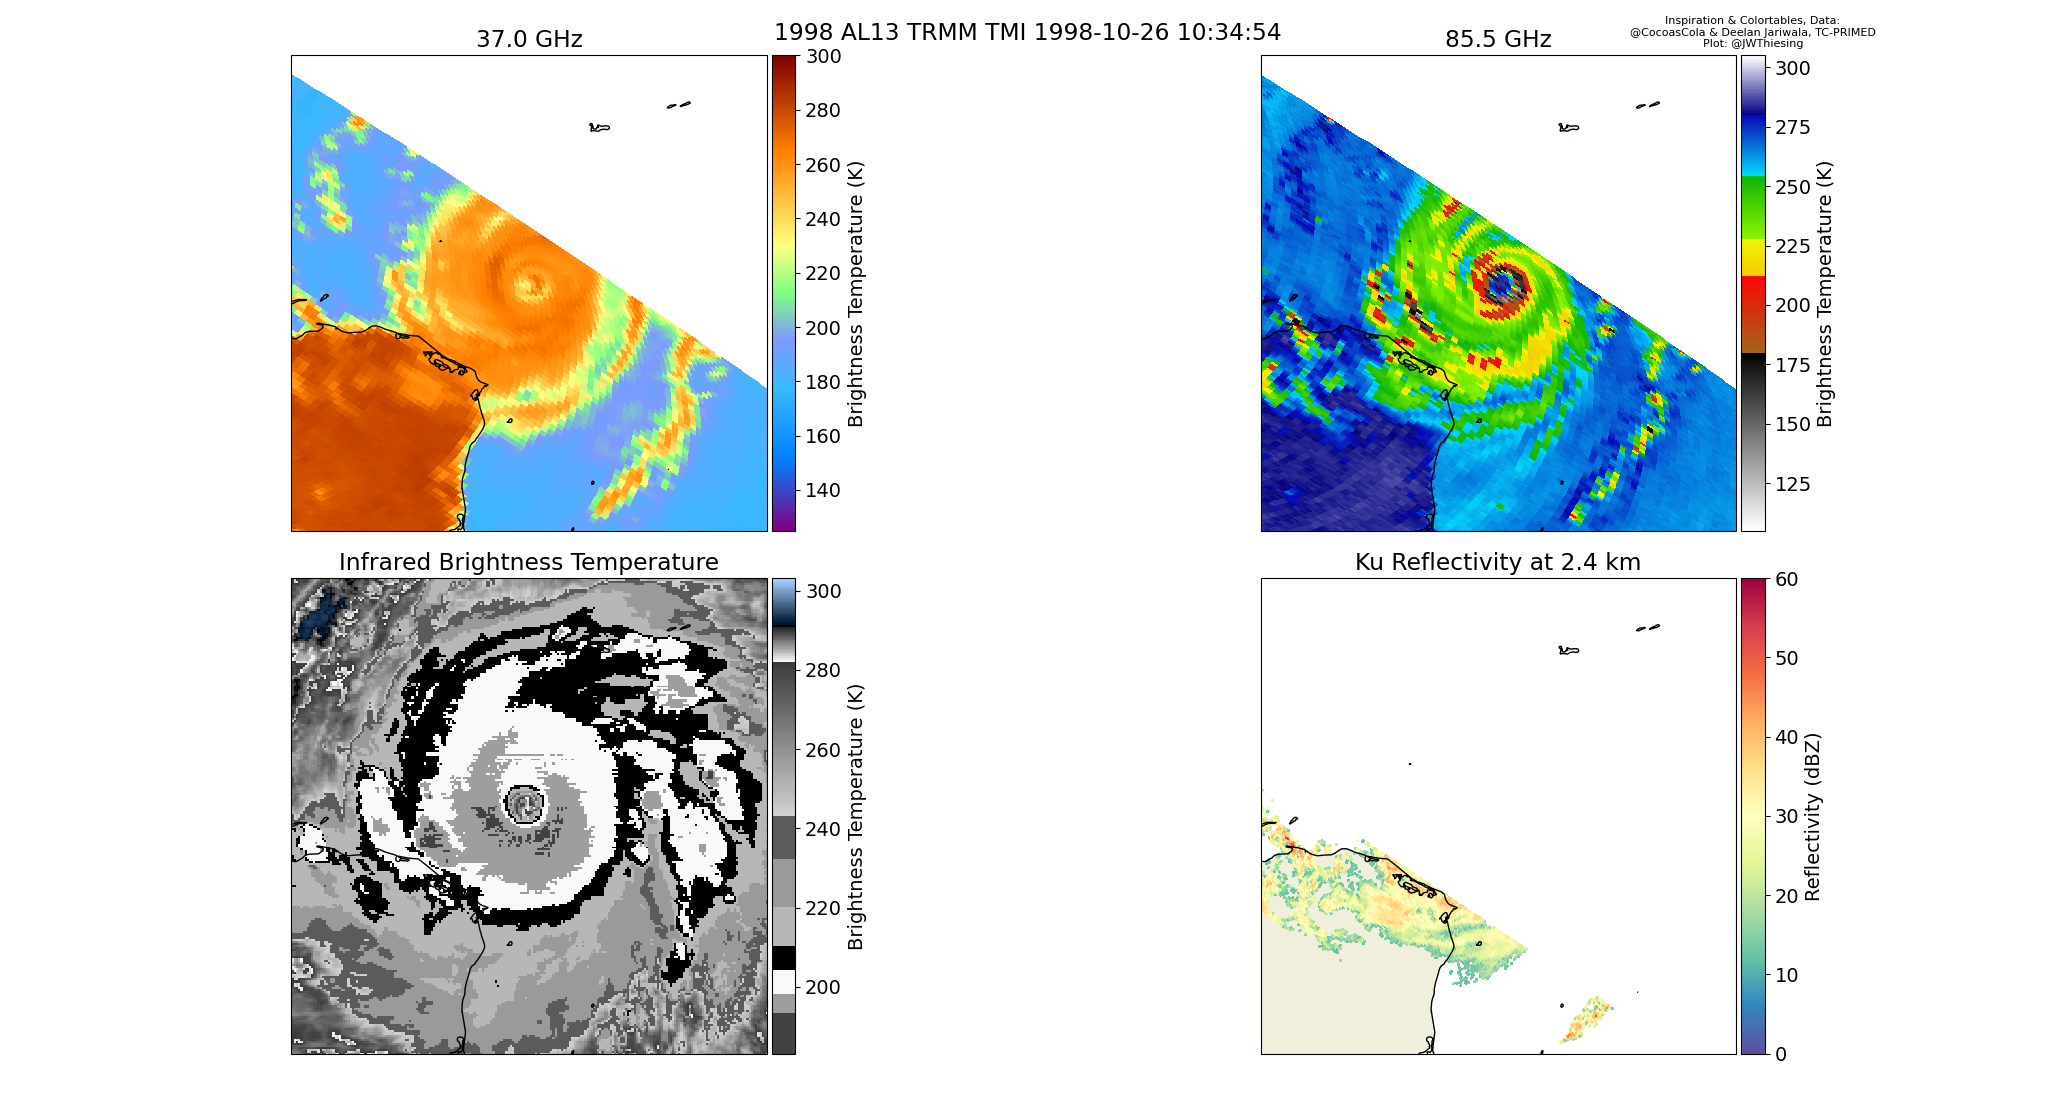 1998 AL13 TRMM TMI 1998-10-26 10:34:54
Inspiration & Colortables, Data:
@CocoasCola & Deelan Jariwala, TC-PRIMED
Plot: @JWThiesing
37.0 GHz
300
280
260
240
220
200
180
160
140
Brightness Temperature (K)
85.5 GHz
300
275
250
225
200
175
150
125
Brightness Temperature (K)
Infrared Brightness Temperature
300
280
260
240
220
200
Brightness Temperature (K)
Ku Reflectivity at 2.4 km
60
50
40
30
20
10
0
Reflectivity (dBZ)